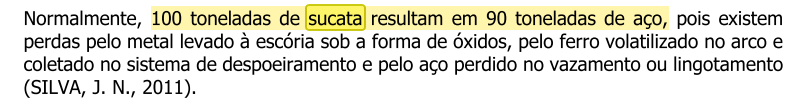 Normalmente, 100 toneladas de sucata resultam em 90 toneladas de aço, pois existem
perdas pelo metal levado à escória sob a forma de óxidos, pelo ferro volatilizado no arco e
coletado no sistema de despoeiramento e pelo aço perdido no vazamento ou lingotamento
(SILVA, J. N., 2011).